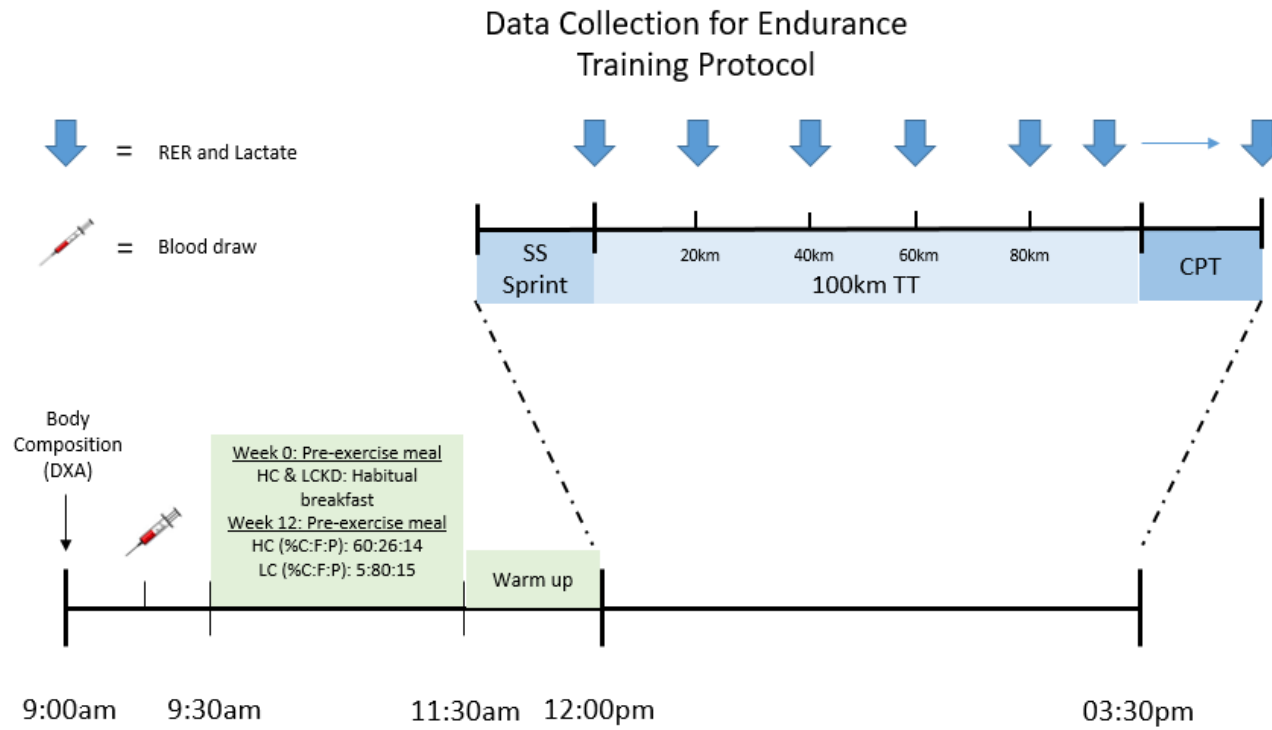 Data Collection for Endurance
Training Protocol
= RER and Lactate
= Blood draw
SS
Sprint
20km
40km
60km
80km
100km TT
CPT
Body
Composition
(DXA)
Week 0: Pre-exercise meal
HC & LCKD: Habitual
breakfast
Week 12: Pre-exercise meal
HC (%C:F:P): 60:26:14
LC (%C:F:P): 5:80:15
Warm up
9:00am
9:30am
11:30am
12:00pm
03:30pm